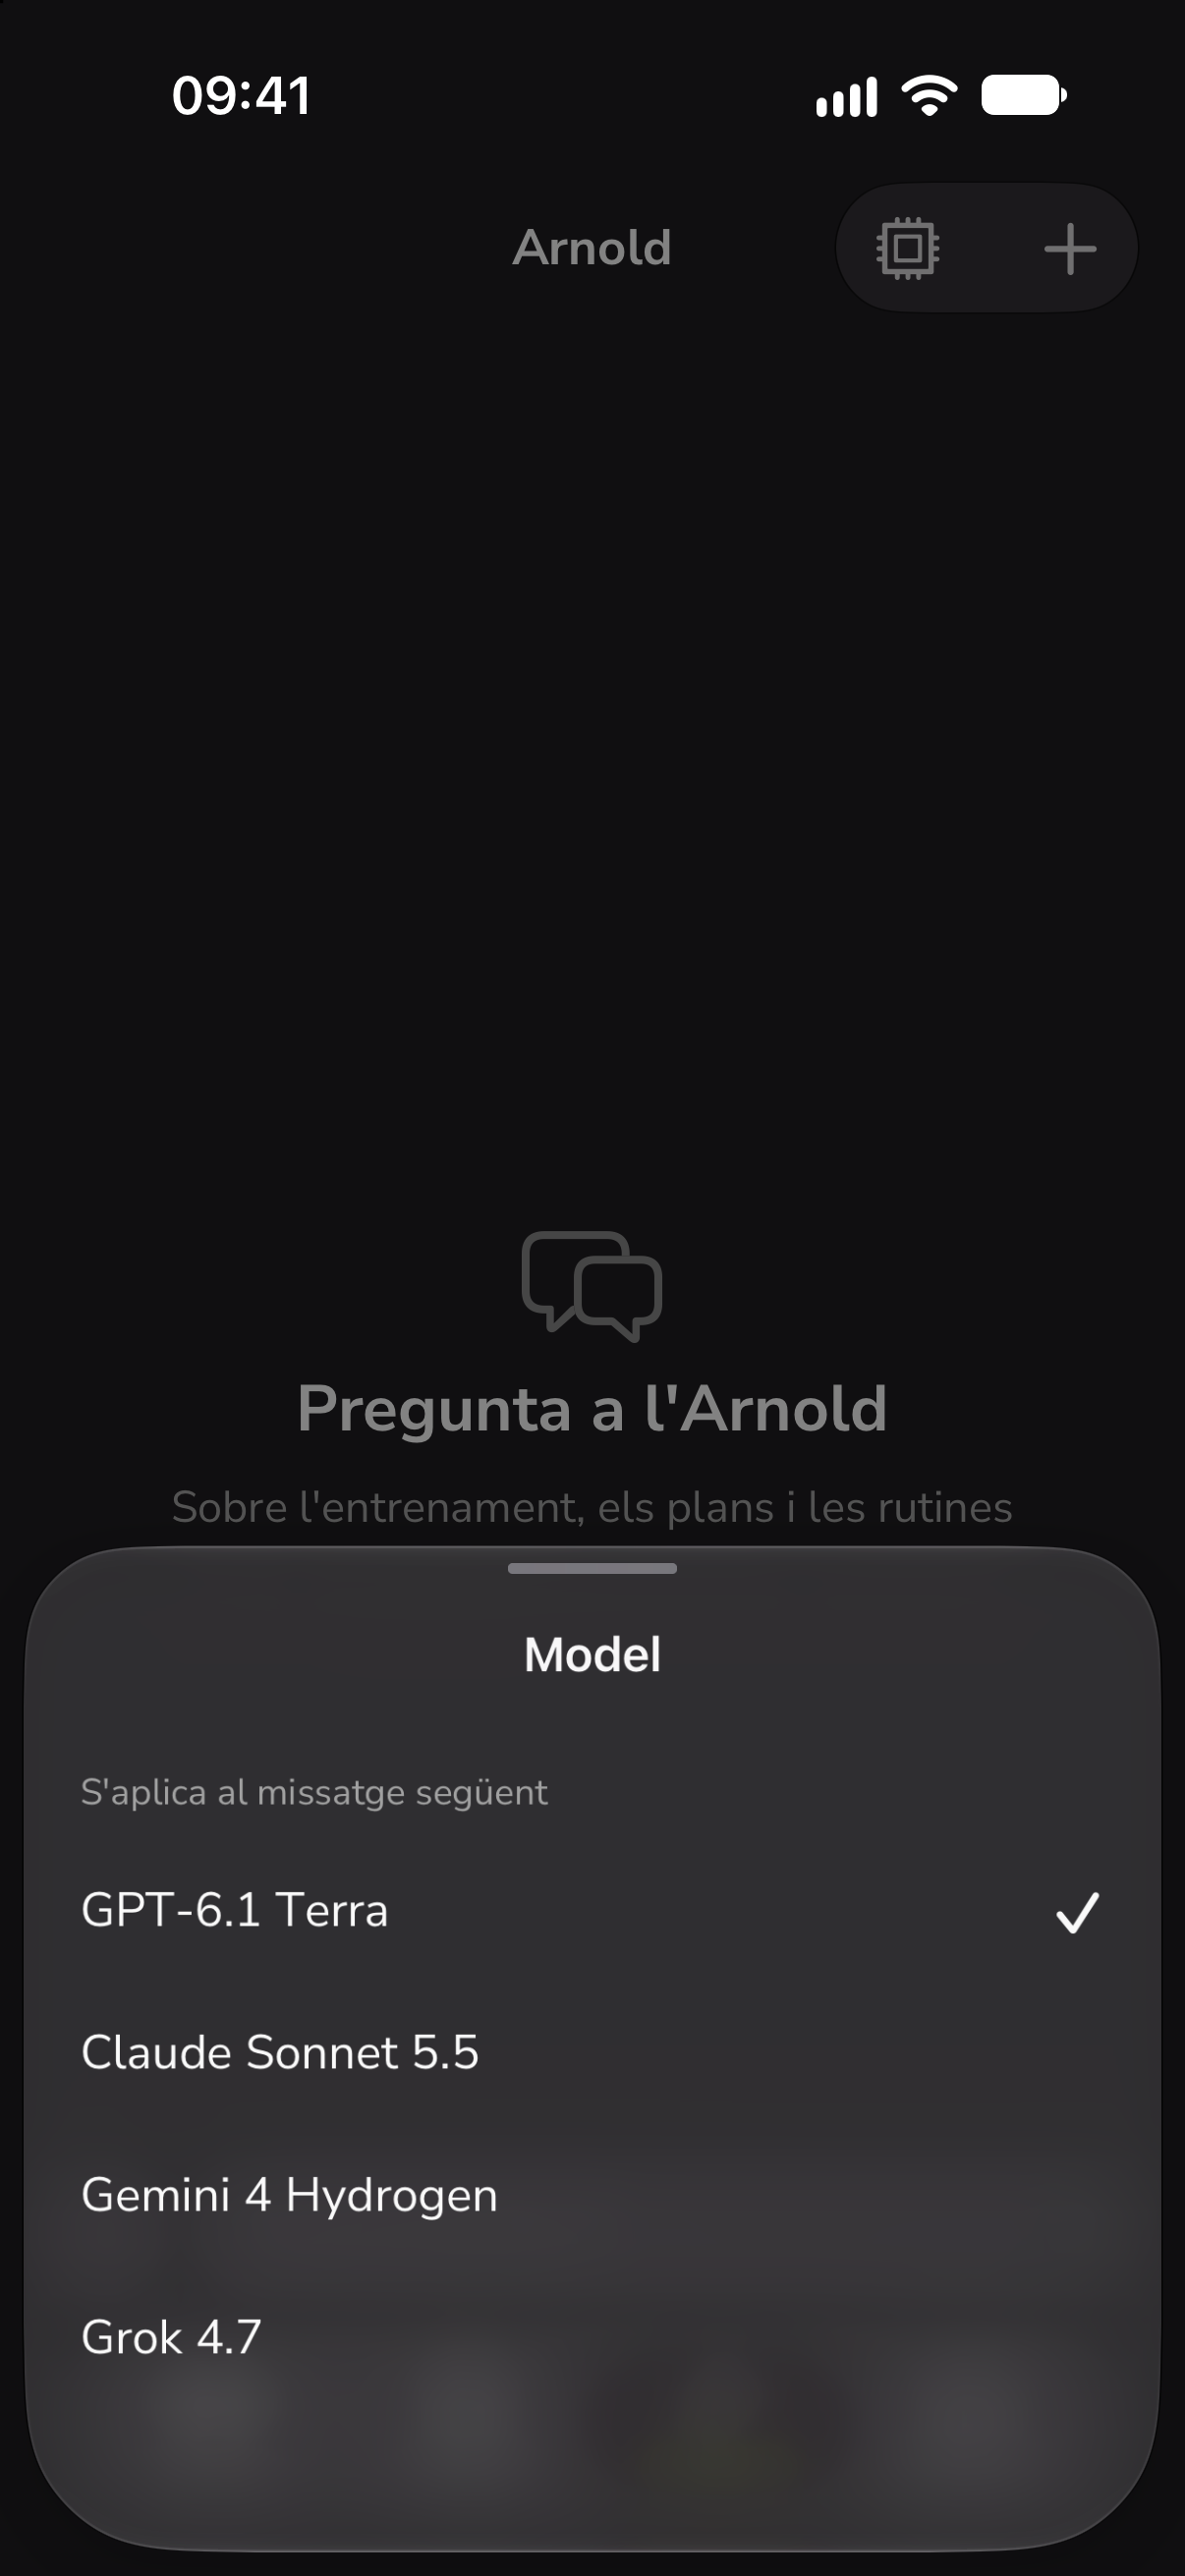 09:41
Arnold
Pregunta a l'Arnold
Sobre l'entrenament, els plans i les rutines
Model
S'aplica al missatge següent
GPT-6.1 Terra
Claude Sonnet 5.5
Gemini 4 Hydrogen
Grok 4.7